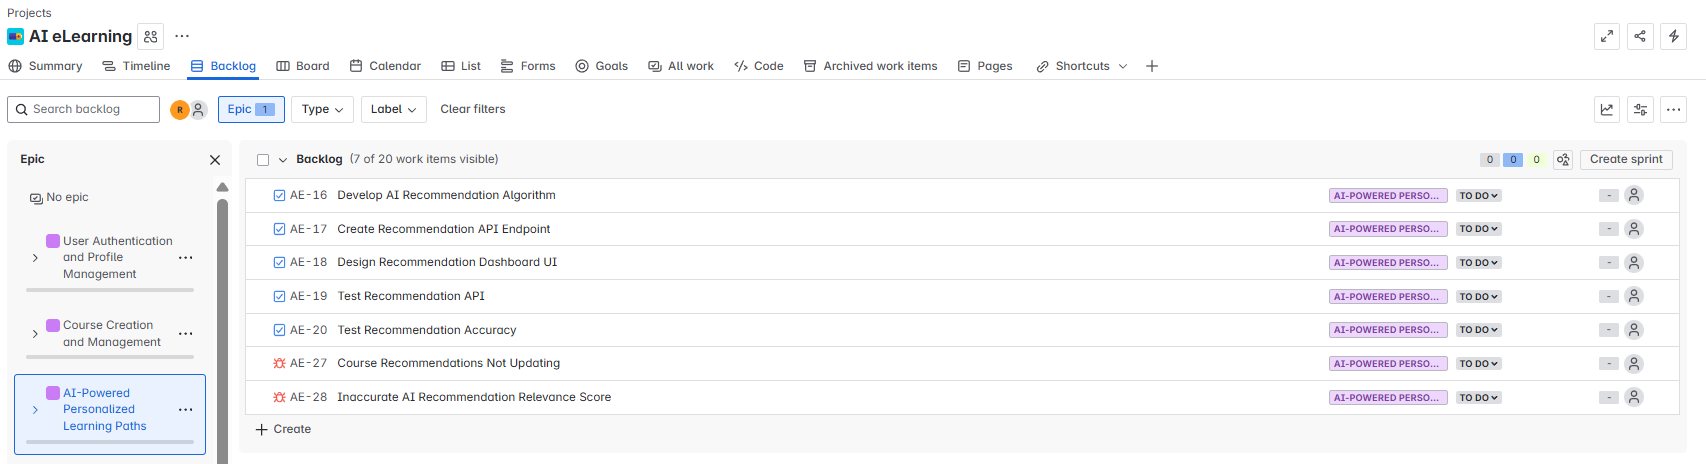 Projects
AI eLearning
Summary Timeline Backlog Board Calendar List Forms Goals All work Code Archived work items Pages Shortcuts
Search backlog R Epic 1 Type Label Clear filters
Epic
No epic
User Authentication
and Profile
Management
Course Creation
and Management
AI-Powered
Personalized
Learning Paths
Backlog (7 of 20 work items visible) 0 0 0 Create sprint
AE-16 Develop AI Recommendation Algorithm AI-POWERED PERSO... TO DO -
AE-17 Create Recommendation API Endpoint AI-POWERED PERSO... TO DO -
AE-18 Design Recommendation Dashboard UI AI-POWERED PERSO... TO DO -
AE-19 Test Recommendation API AI-POWERED PERSO... TO DO -
AE-20 Test Recommendation Accuracy AI-POWERED PERSO... TO DO -
AE-27 Course Recommendations Not Updating AI-POWERED PERSO... TO DO -
AE-28 Inaccurate AI Recommendation Relevance Score AI-POWERED PERSO... TO DO -
Create